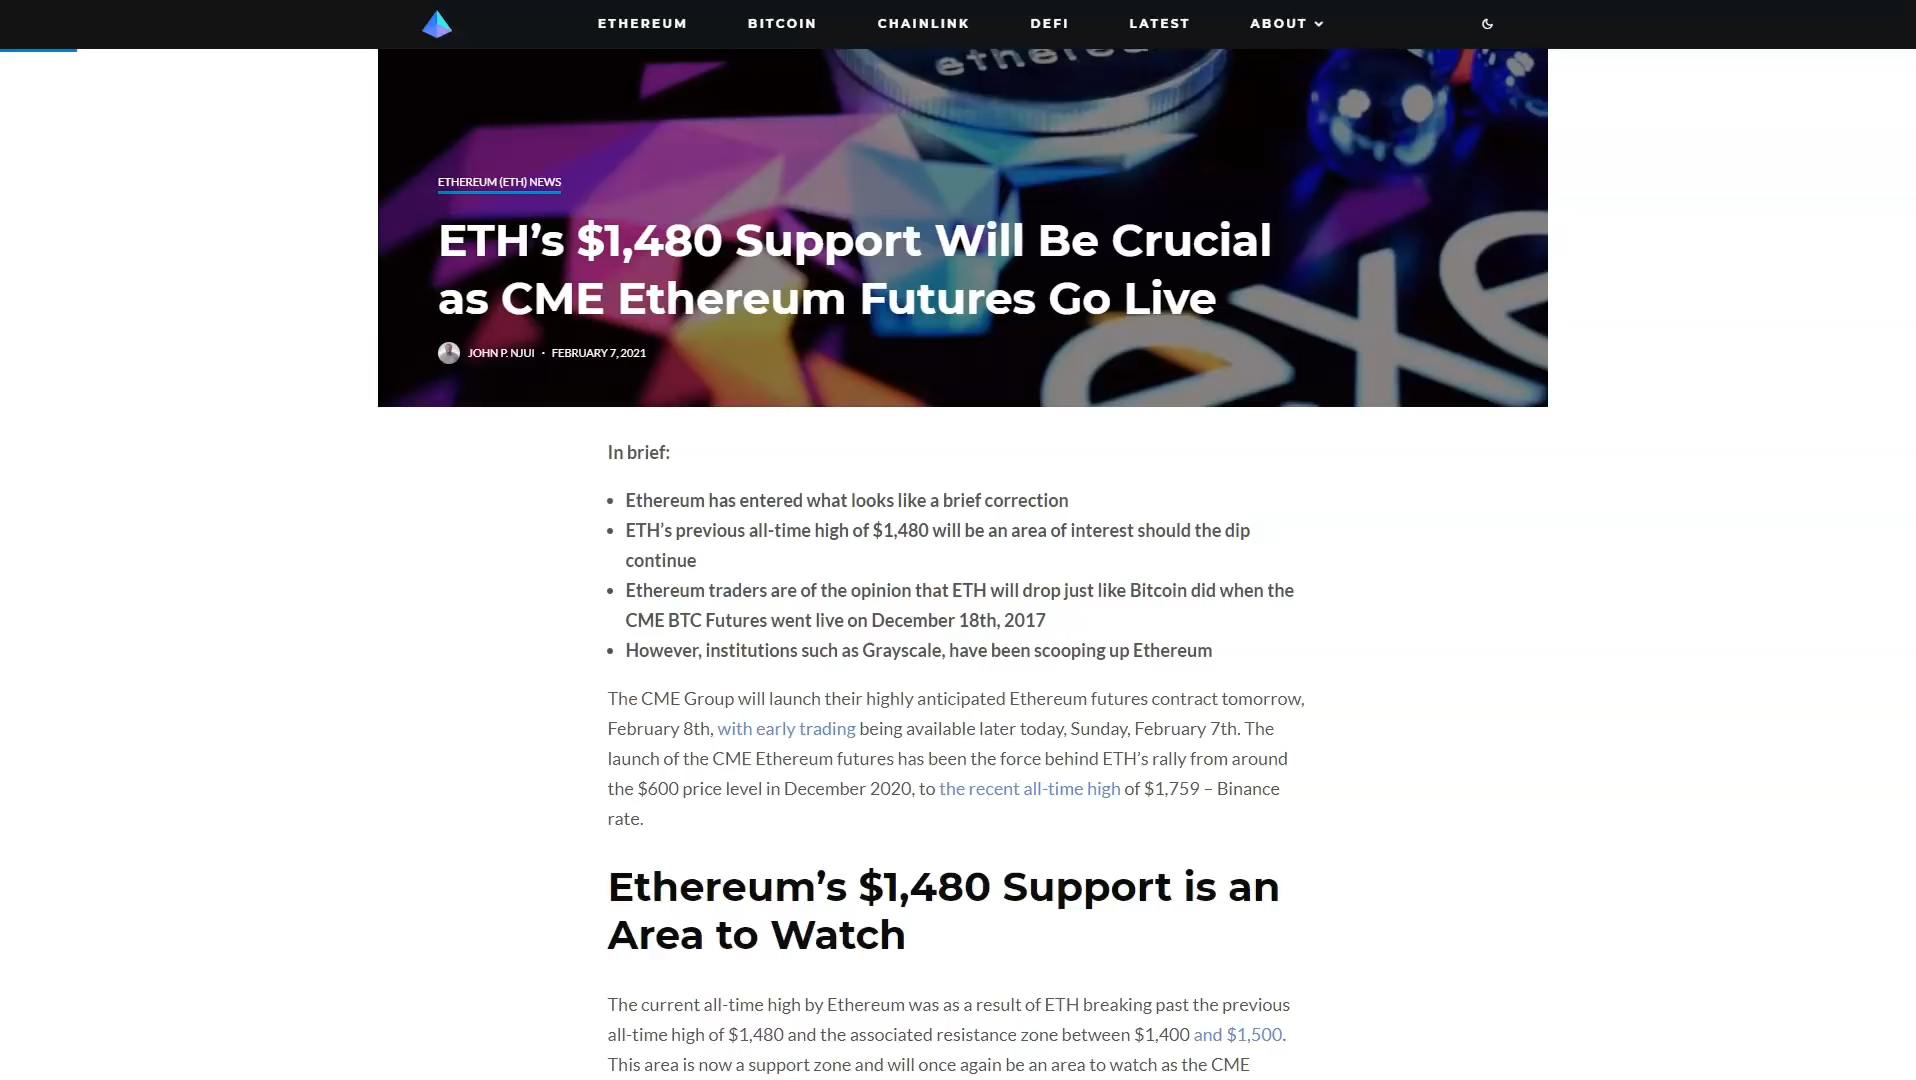 ETHEREUM BITCOIN CHAINLINK DEFI LATEST ABOUT
ETHEREUM (ETH) NEWS
ETH’s $1,480 Support Will Be Crucial
as CME Ethereum Futures Go Live
JOHN P. NJUI · FEBRUARY 7, 2021
In brief:
• Ethereum has entered what looks like a brief correction
• ETH’s previous all-time high of $1,480 will be an area of interest should the dip
continue
• Ethereum traders are of the opinion that ETH will drop just like Bitcoin did when the
CME BTC Futures went live on December 18th, 2017
• However, institutions such as Grayscale, have been scooping up Ethereum
The CME Group will launch their highly anticipated Ethereum futures contract tomorrow,
February 8th, with early trading being available later today, Sunday, February 7th. The
launch of the CME Ethereum futures has been the force behind ETH’s rally from around
the $600 price level in December 2020, to the recent all-time high of $1,759 – Binance
rate.
Ethereum’s $1,480 Support is an
Area to Watch
The current all-time high by Ethereum was as a result of ETH breaking past the previous
all-time high of $1,480 and the associated resistance zone between $1,400 and $1,500.
This area is now a support zone and will once again be an area to watch as the CME